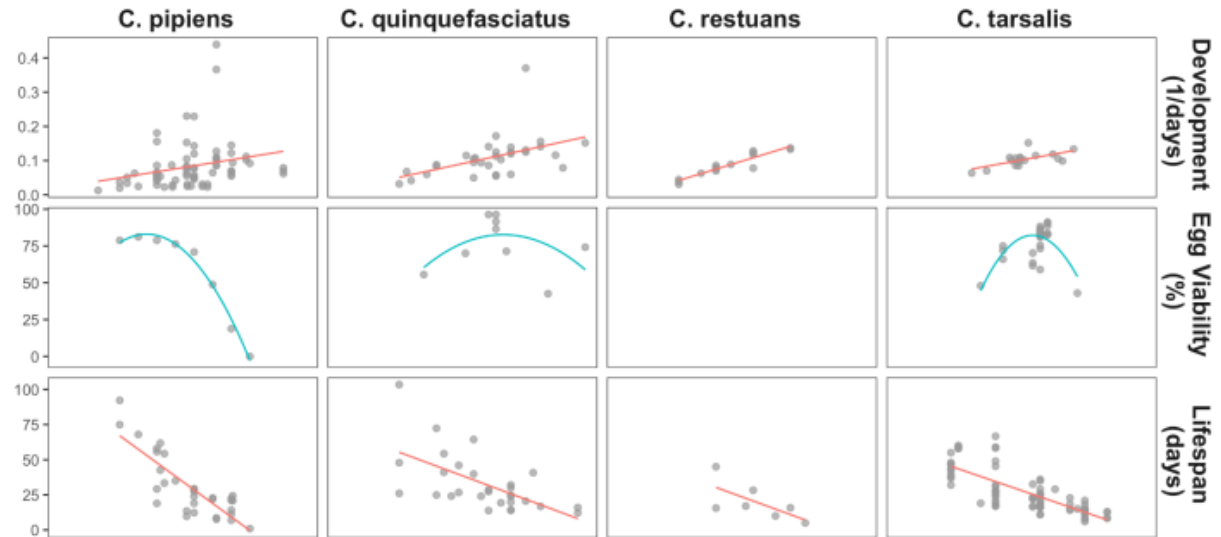 C. pipiens C. quinquefasciatus C. restuans C. tarsalis
0.4
0.3
0.2
0.1
0.0
Development
(1/days)
100
75
50
25
0
Egg Viability
(%)
100
75
50
25
0
Lifespan
(days)